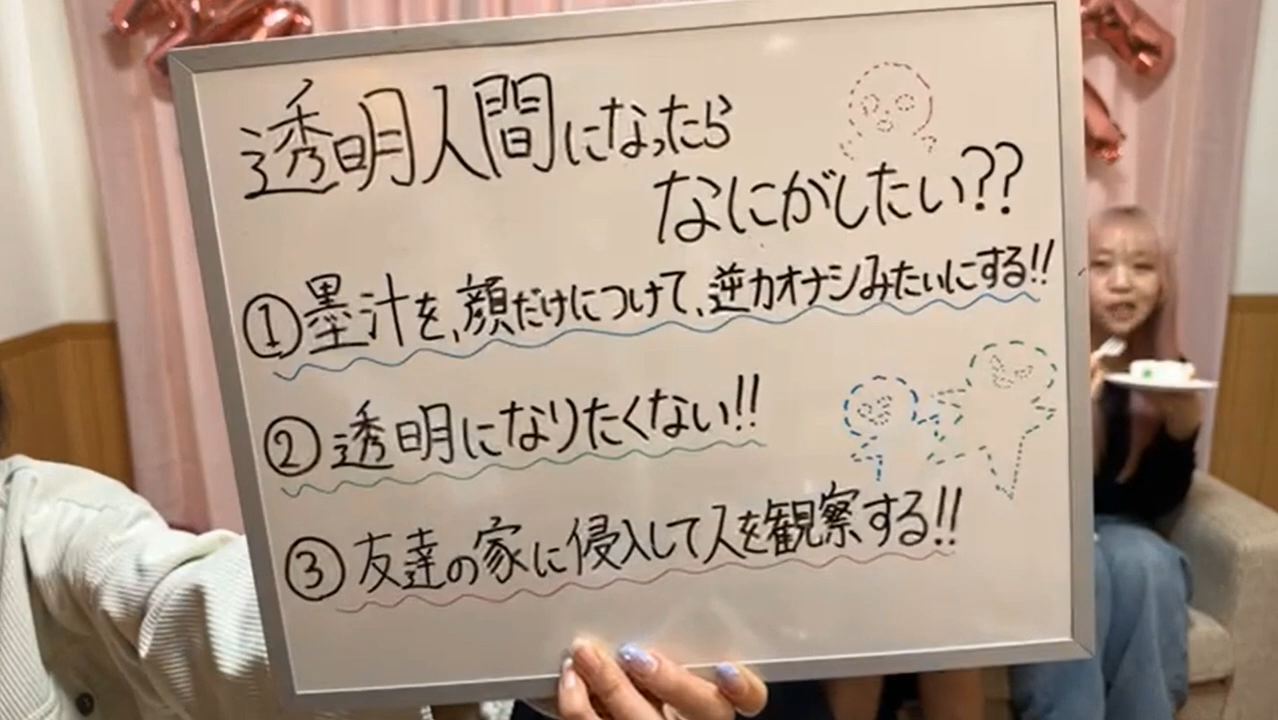 透明人間になったら
なにがしたい??
①墨汁を、顔だけにつけて、逆カオナシみたいにする!!
②透明になりたくない!!
③友達の家に侵入して人を観察する!!